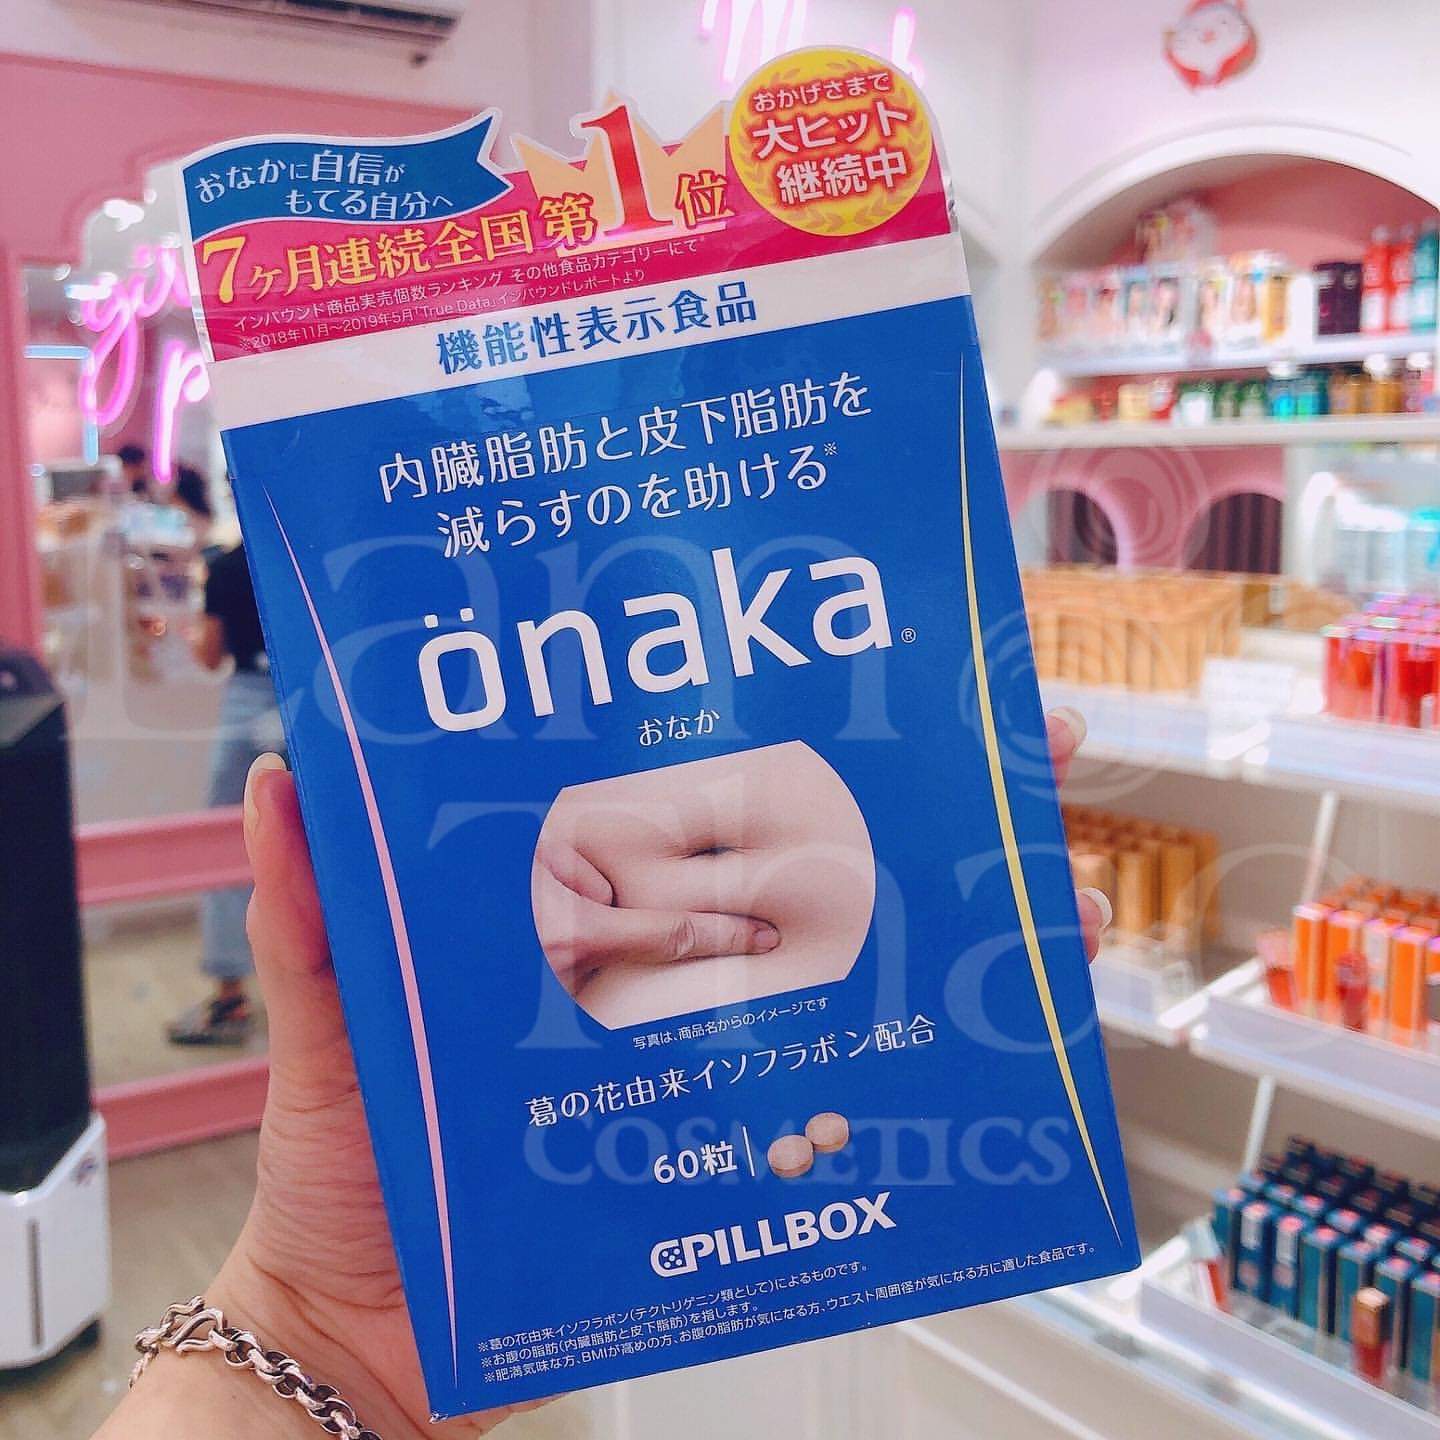 おなかに自信が
もてる自分へ
おかげさまで
大ヒット
継続中
7ヶ月連続全国第1位
インバウンド商品実売個数ランキング その他食品カテゴリーにて※
※2018年11月〜2019年5月「True Data」インバウンドレポートより
機能性表示食品
内臓脂肪と皮下脂肪を
減らすのを助ける※
onaka®
おなか
写真は、商品名からのイメージです
葛の花由来イソフラボン配合
60粒
PILLBOX
※葛の花由来イソフラボン(テクトリゲニン類として)によるものです。
※お腹の脂肪(内臓脂肪と皮下脂肪)を指します。
※肥満気味な方、BMIが高めの方、お腹の脂肪が気になる方、ウエスト周囲径が気になる方に適した食品です。
Lam
Thao
COSMETICS